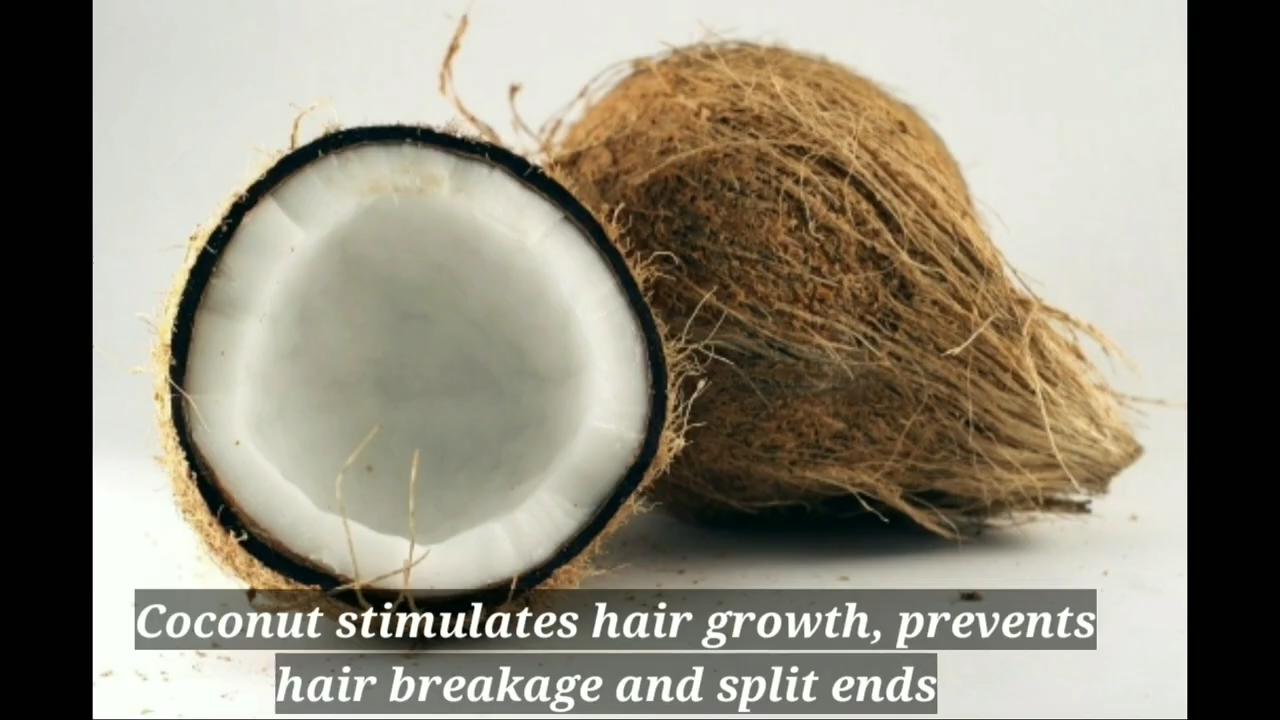 Coconut stimulates hair growth, prevents
hair breakage and split ends